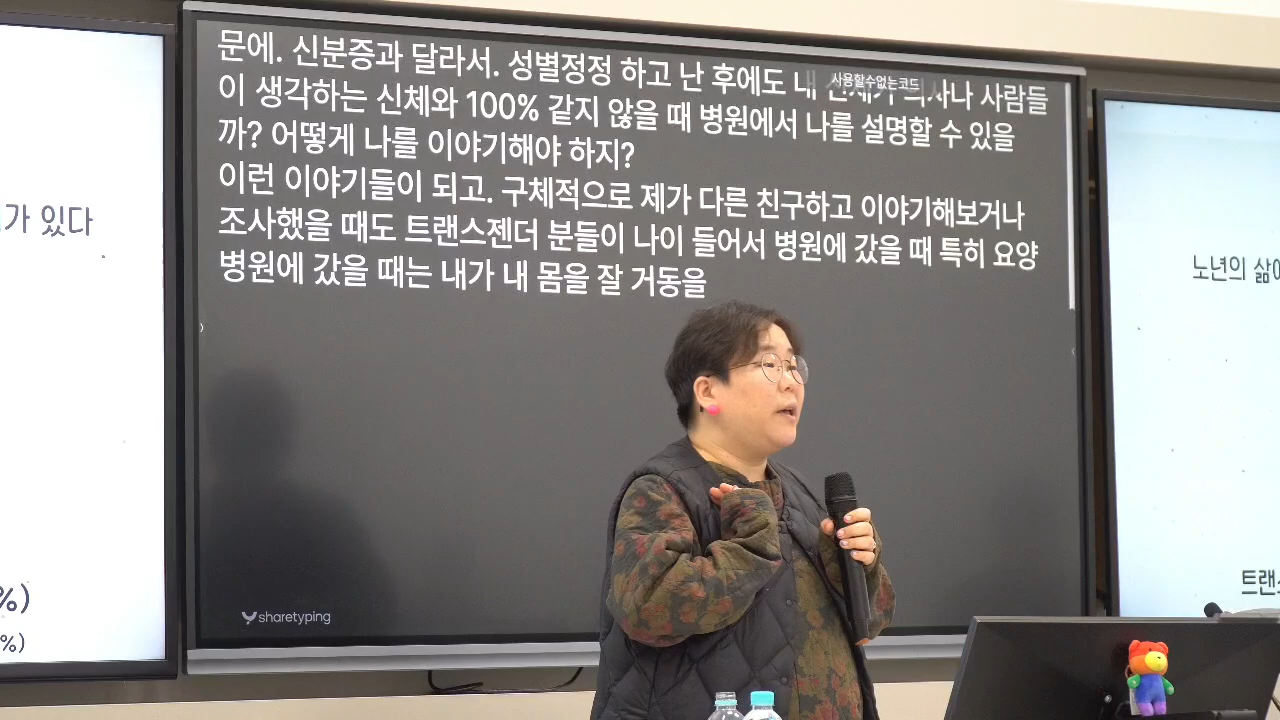 가 있다
%)
%)
문에. 신분증과 달라서. 성별정정 하고 난 후에도 내
사용할수없는코드
사람들
이 생각하는 신체와 100% 같지 않을 때 병원에서 나를 설명할 수 있을
까? 어떻게 나를 이야기해야 하지?
이런 이야기들이 되고. 구체적으로 제가 다른 친구하고 이야기해보거나
조사했을 때도 트랜스젠더 분들이 나이 들어서 병원에 갔을 때 특히 요양
병원에 갔을 때는 내가 내 몸을 잘 거동을
sharetyping
노년의